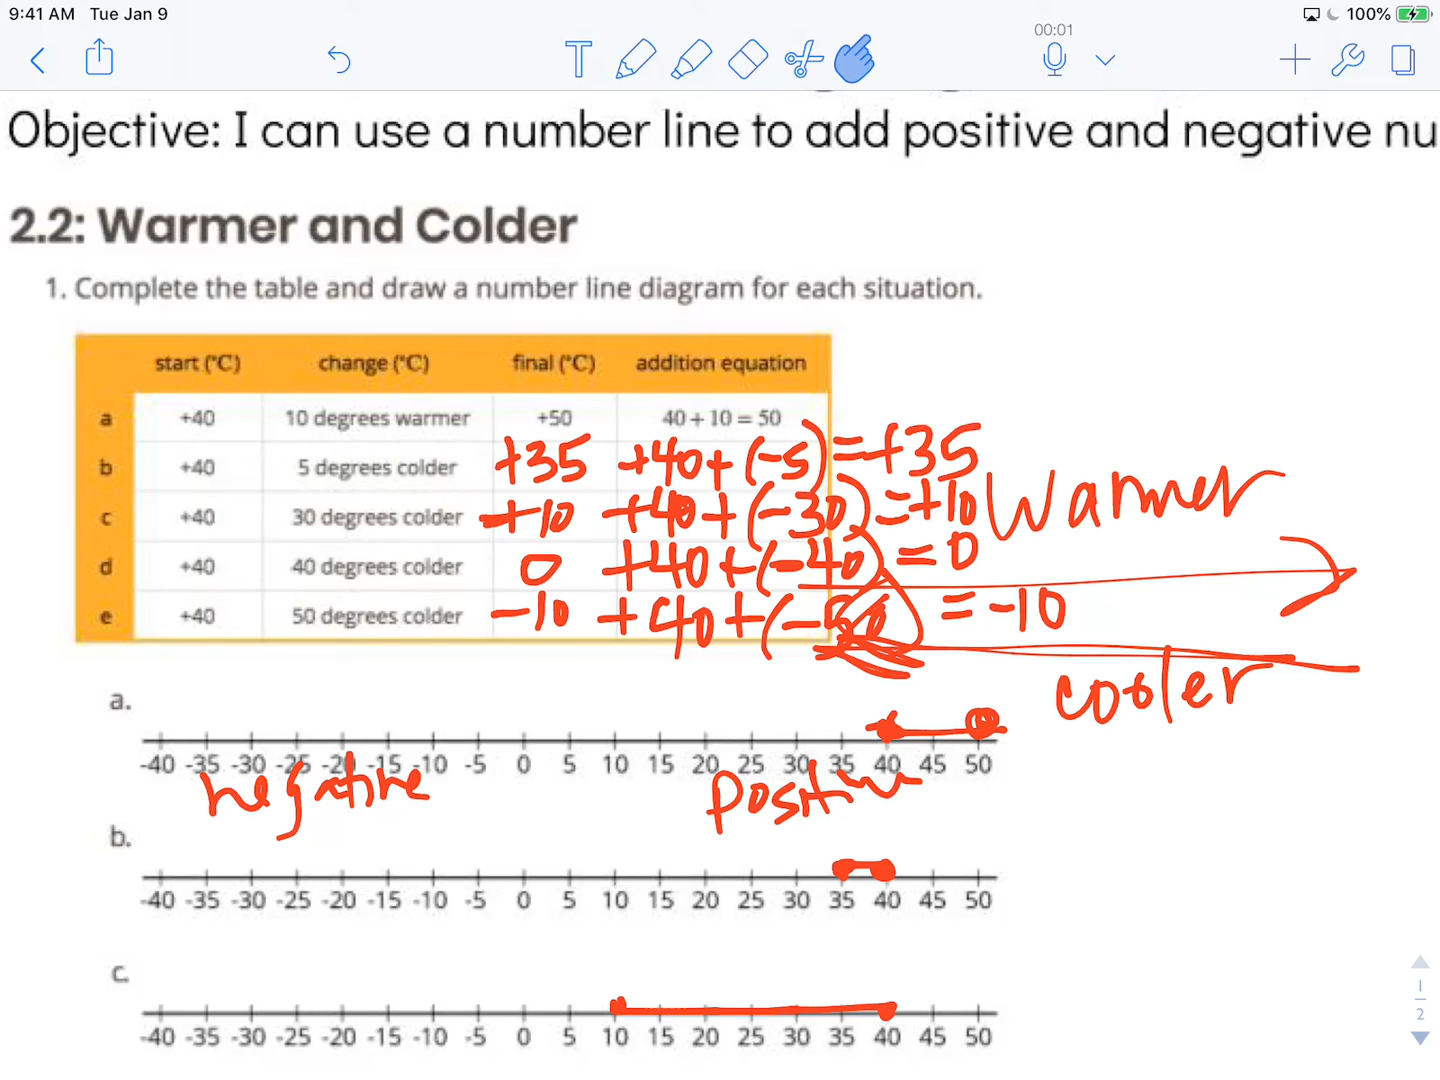 9:41 AM Tue Jan 9 100%
00:01
Objective: I can use a number line to add positive and negative nu
2.2: Warmer and Colder
1. Complete the table and draw a number line diagram for each situation.
start (°C) change (°C) final (°C) addition equation
a +40 10 degrees warmer +50 40 + 10 = 50
b +40 5 degrees colder +35 +40+(-5)=+35
c +40 30 degrees colder +10 +40+(-30)=+10
Warmer
d +40 40 degrees colder 0 +40+(-40)=0
e +40 50 degrees colder -10 +40+(-50)=-10
cooler
a.
-40 -35 -30 -25 -20 -15 -10 -5 0 5 10 15 20 25 30 35 40 45 50
negative positive
b.
-40 -35 -30 -25 -20 -15 -10 -5 0 5 10 15 20 25 30 35 40 45 50
c.
-40 -35 -30 -25 -20 -15 -10 -5 0 5 10 15 20 25 30 35 40 45 50
1
2